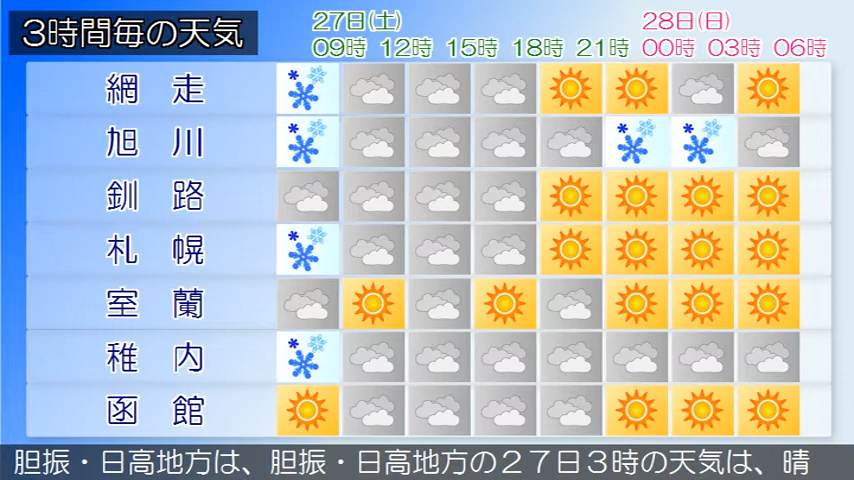 3時間毎の天気
27日(土) 28日(日)
09時 12時 15時 18時 21時 00時 03時 06時
網走
旭川
釧路
札幌
室蘭
稚内
函館
胆振・日高地方は、胆振・日高地方の27日3時の天気は、晴